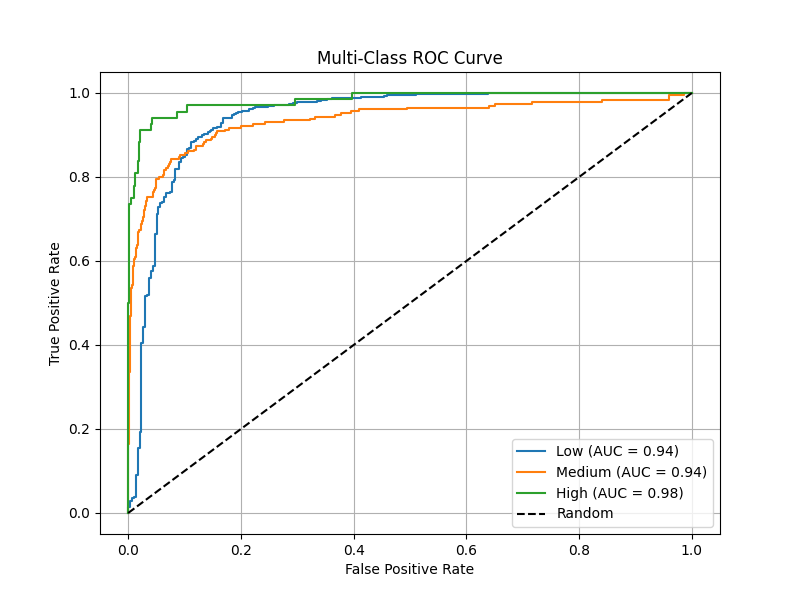 Multi-Class ROC Curve
True Positive Rate
1.0
0.8
0.6
0.4
0.2
0.0
Low (AUC = 0.94)
Medium (AUC = 0.94)
High (AUC = 0.98)
Random
0.0 0.2 0.4 0.6 0.8 1.0
False Positive Rate